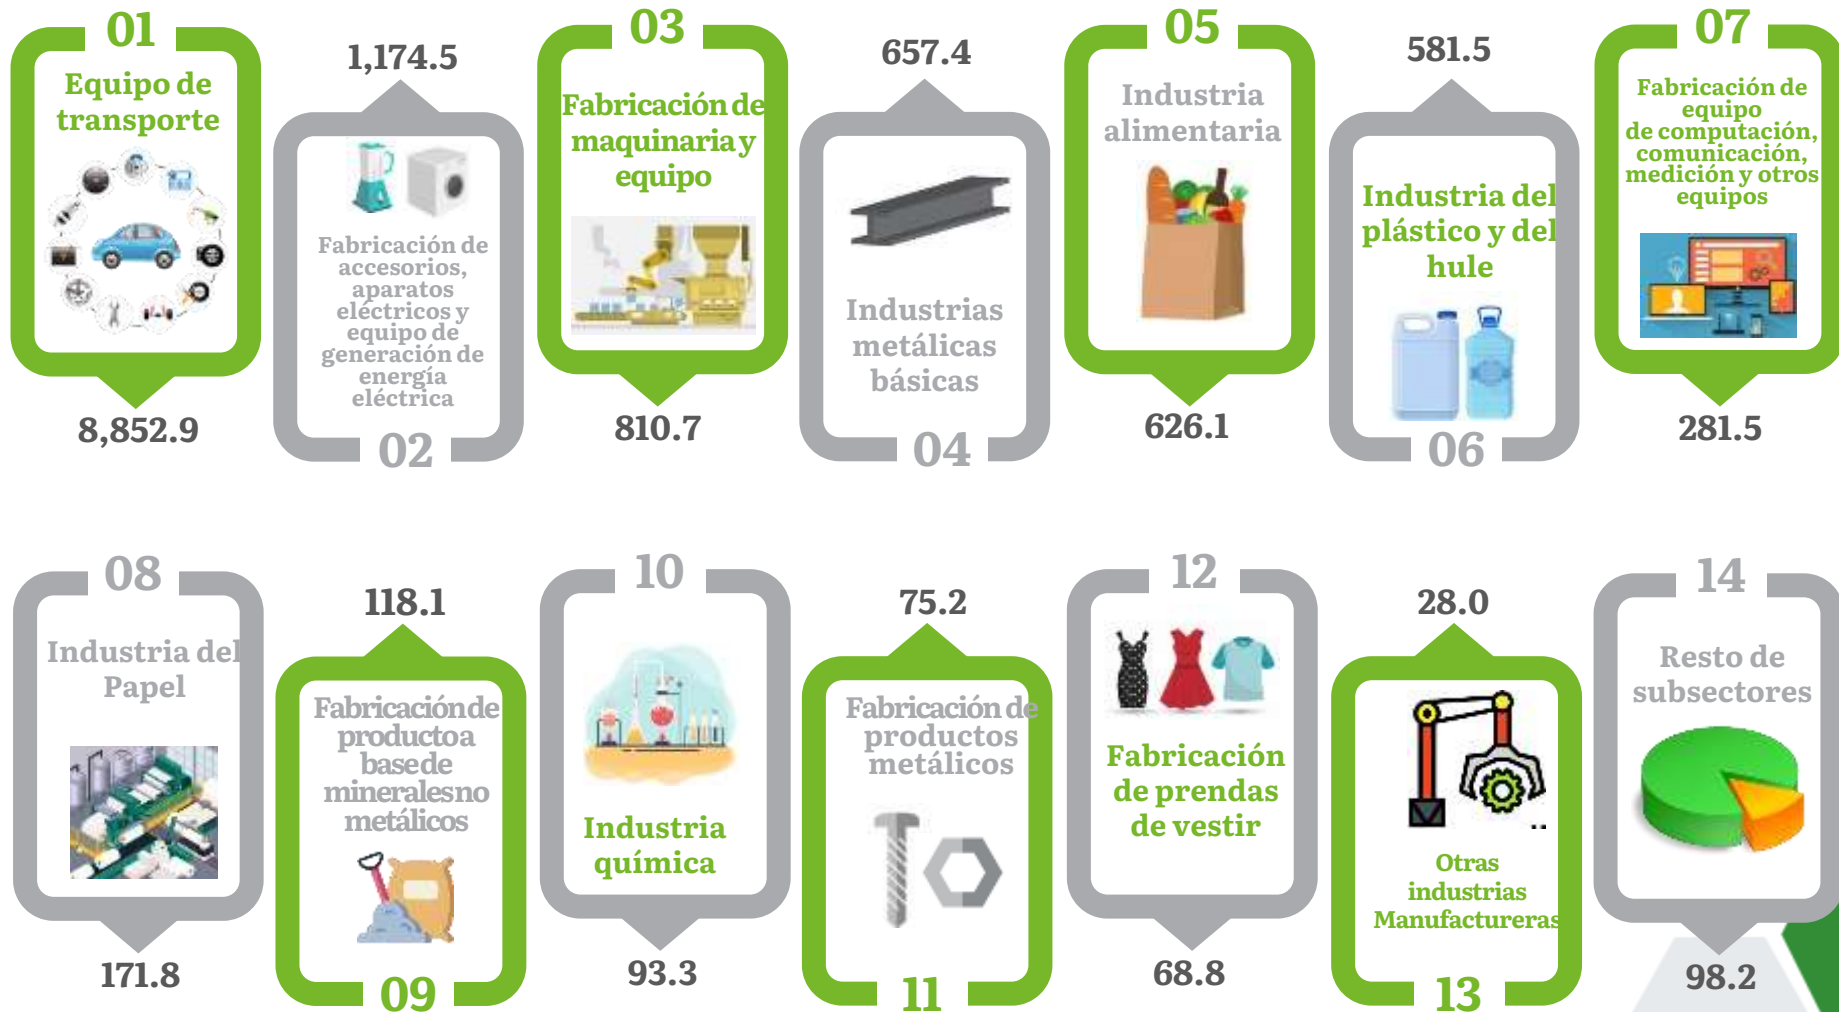 01
Equipo de
transporte
8,852.9
1,174.5
Fabricación de
accesorios,
aparatos
eléctricos y
equipo de
generación de
energía
eléctrica
02
03
Fabricación de
maquinaria y
equipo
810.7
657.4
Industrias
metálicas
básicas
04
05
Industria
alimentaria
626.1
581.5
Industria del
plástico y del
hule
06
07
Fabricación de
equipo
de computación,
comunicación,
medición y otros
equipos
281.5
08
Industria del
Papel
171.8
118.1
Fabricación de
producto a
base de
minerales no
metálicos
09
10
Industria
química
93.3
75.2
Fabricación de
productos
metálicos
11
12
Fabricación
de prendas
de vestir
68.8
28.0
Otras
industrias
Manufactureras
13
14
Resto de
subsectores
98.2